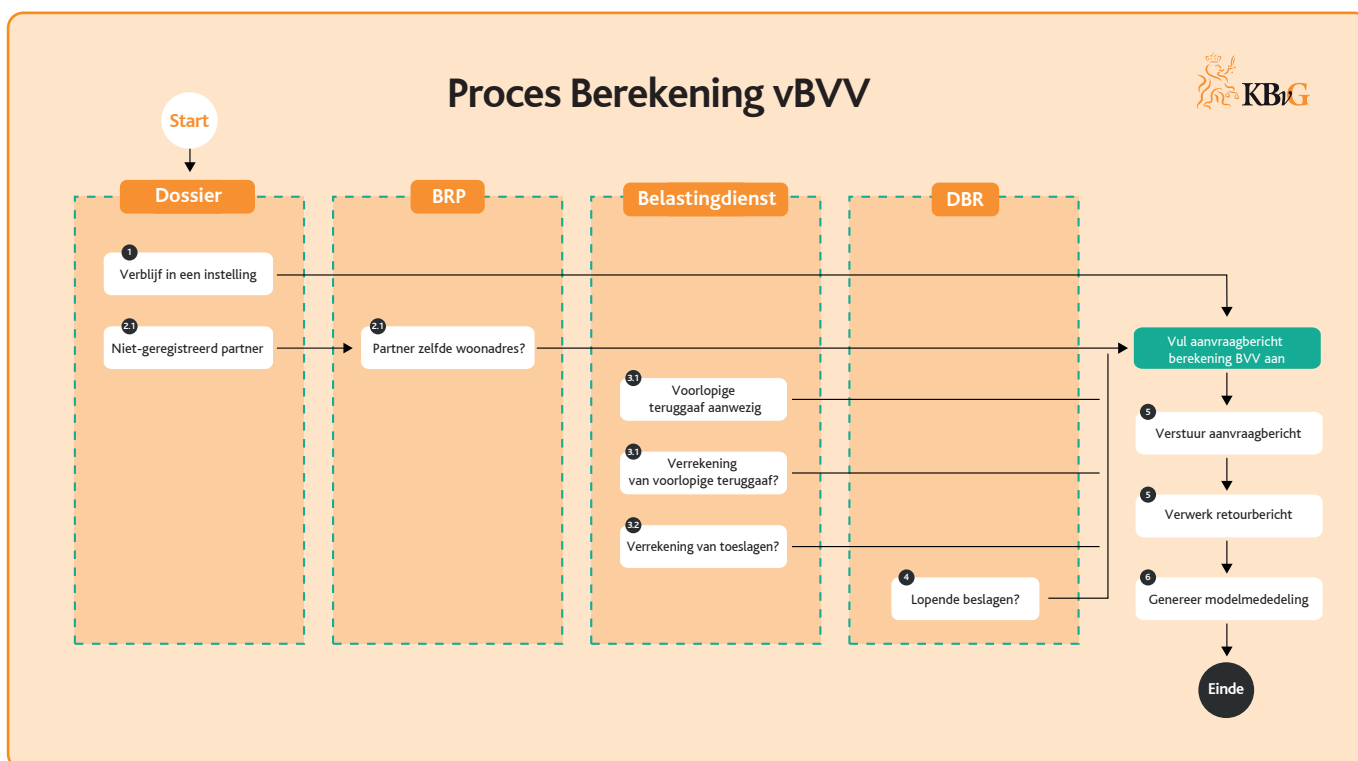 Proces Berekening vBVV
KBvG
Start
Dossier
BRP
Belastingdienst
DBR
1
Verblijf in een instelling
2.1
Niet-geregistreerd partner
2.1
Partner zelfde woonadres?
Vul aanvraagbericht
berekening BVV aan
3.1
Voorlopige
teruggaaf aanwezig
5
Verstuur aanvraagbericht
3.1
Verrekening
van voorlopige teruggaaf?
5
Verwerk retourbericht
3.2
Verrekening van toeslagen?
4
Lopende beslagen?
6
Genereer modelmededeling
Einde